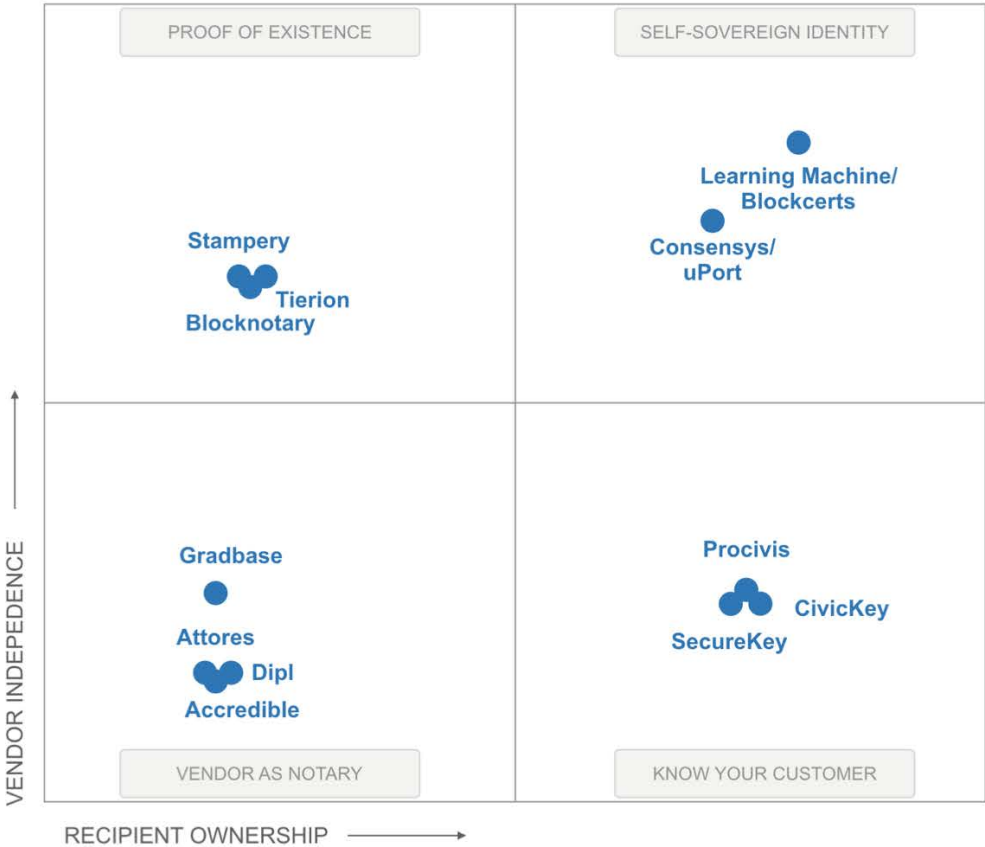 PROOF OF EXISTENCE
SELF-SOVEREIGN IDENTITY
Learning Machine/
Blockcerts
Consensys/
uPort
Stampery
Tierion
Blocknotary
Gradbase
Attores
Dipl
Accredible
Procivis
CivicKey
SecureKey
VENDOR AS NOTARY
KNOW YOUR CUSTOMER
VENDOR INDEPEDENCE
RECIPIENT OWNERSHIP